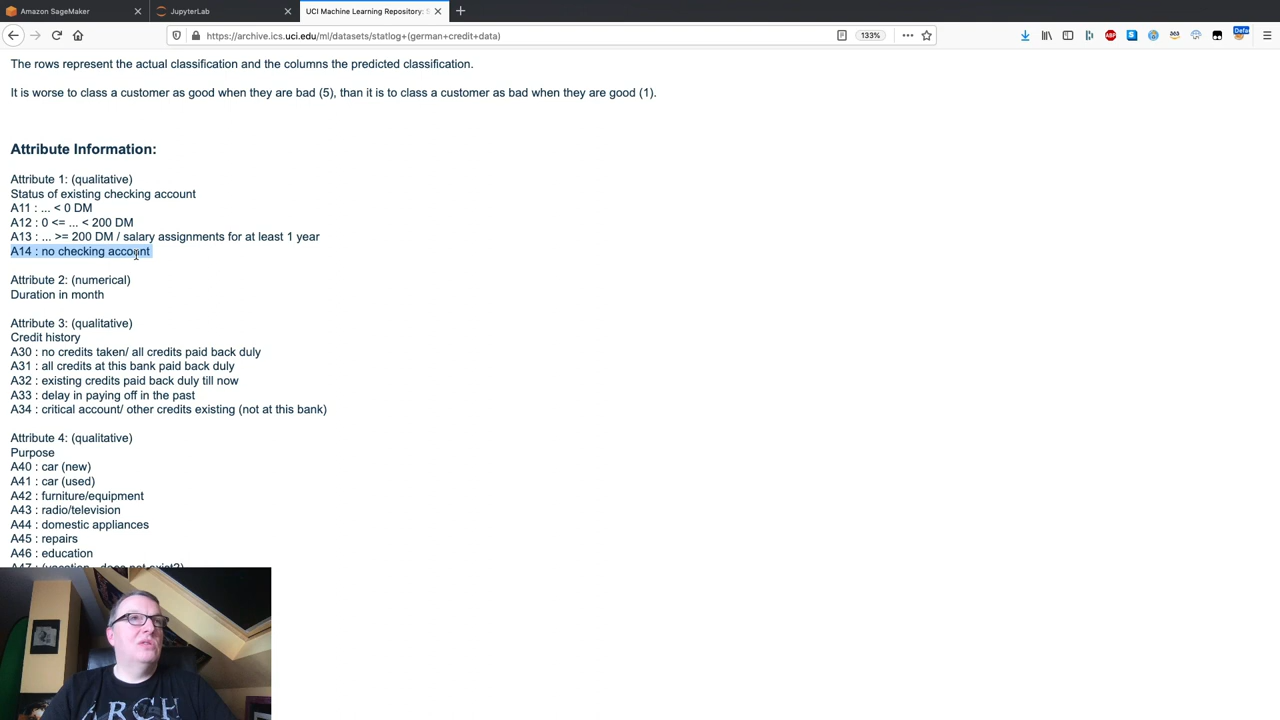 Amazon SageMaker
JupyterLab
UCI Machine Learning Repository: S
https://archive.ics.uci.edu/ml/datasets/statlog+(german+credit+data)
133%
The rows represent the actual classification and the columns the predicted classification.
It is worse to class a customer as good when they are bad (5), than it is to class a customer as bad when they are good (1).
Attribute Information:
Attribute 1: (qualitative)
Status of existing checking account
A11 : ... < 0 DM
A12 : 0 <= ... < 200 DM
A13 : ... >= 200 DM / salary assignments for at least 1 year
A14 : no checking account
Attribute 2: (numerical)
Duration in month
Attribute 3: (qualitative)
Credit history
A30 : no credits taken/ all credits paid back duly
A31 : all credits at this bank paid back duly
A32 : existing credits paid back duly till now
A33 : delay in paying off in the past
A34 : critical account/ other credits existing (not at this bank)
Attribute 4: (qualitative)
Purpose
A40 : car (new)
A41 : car (used)
A42 : furniture/equipment
A43 : radio/television
A44 : domestic appliances
A45 : repairs
A46 : education
A47 : (vacation - does not exist?)
ARCH